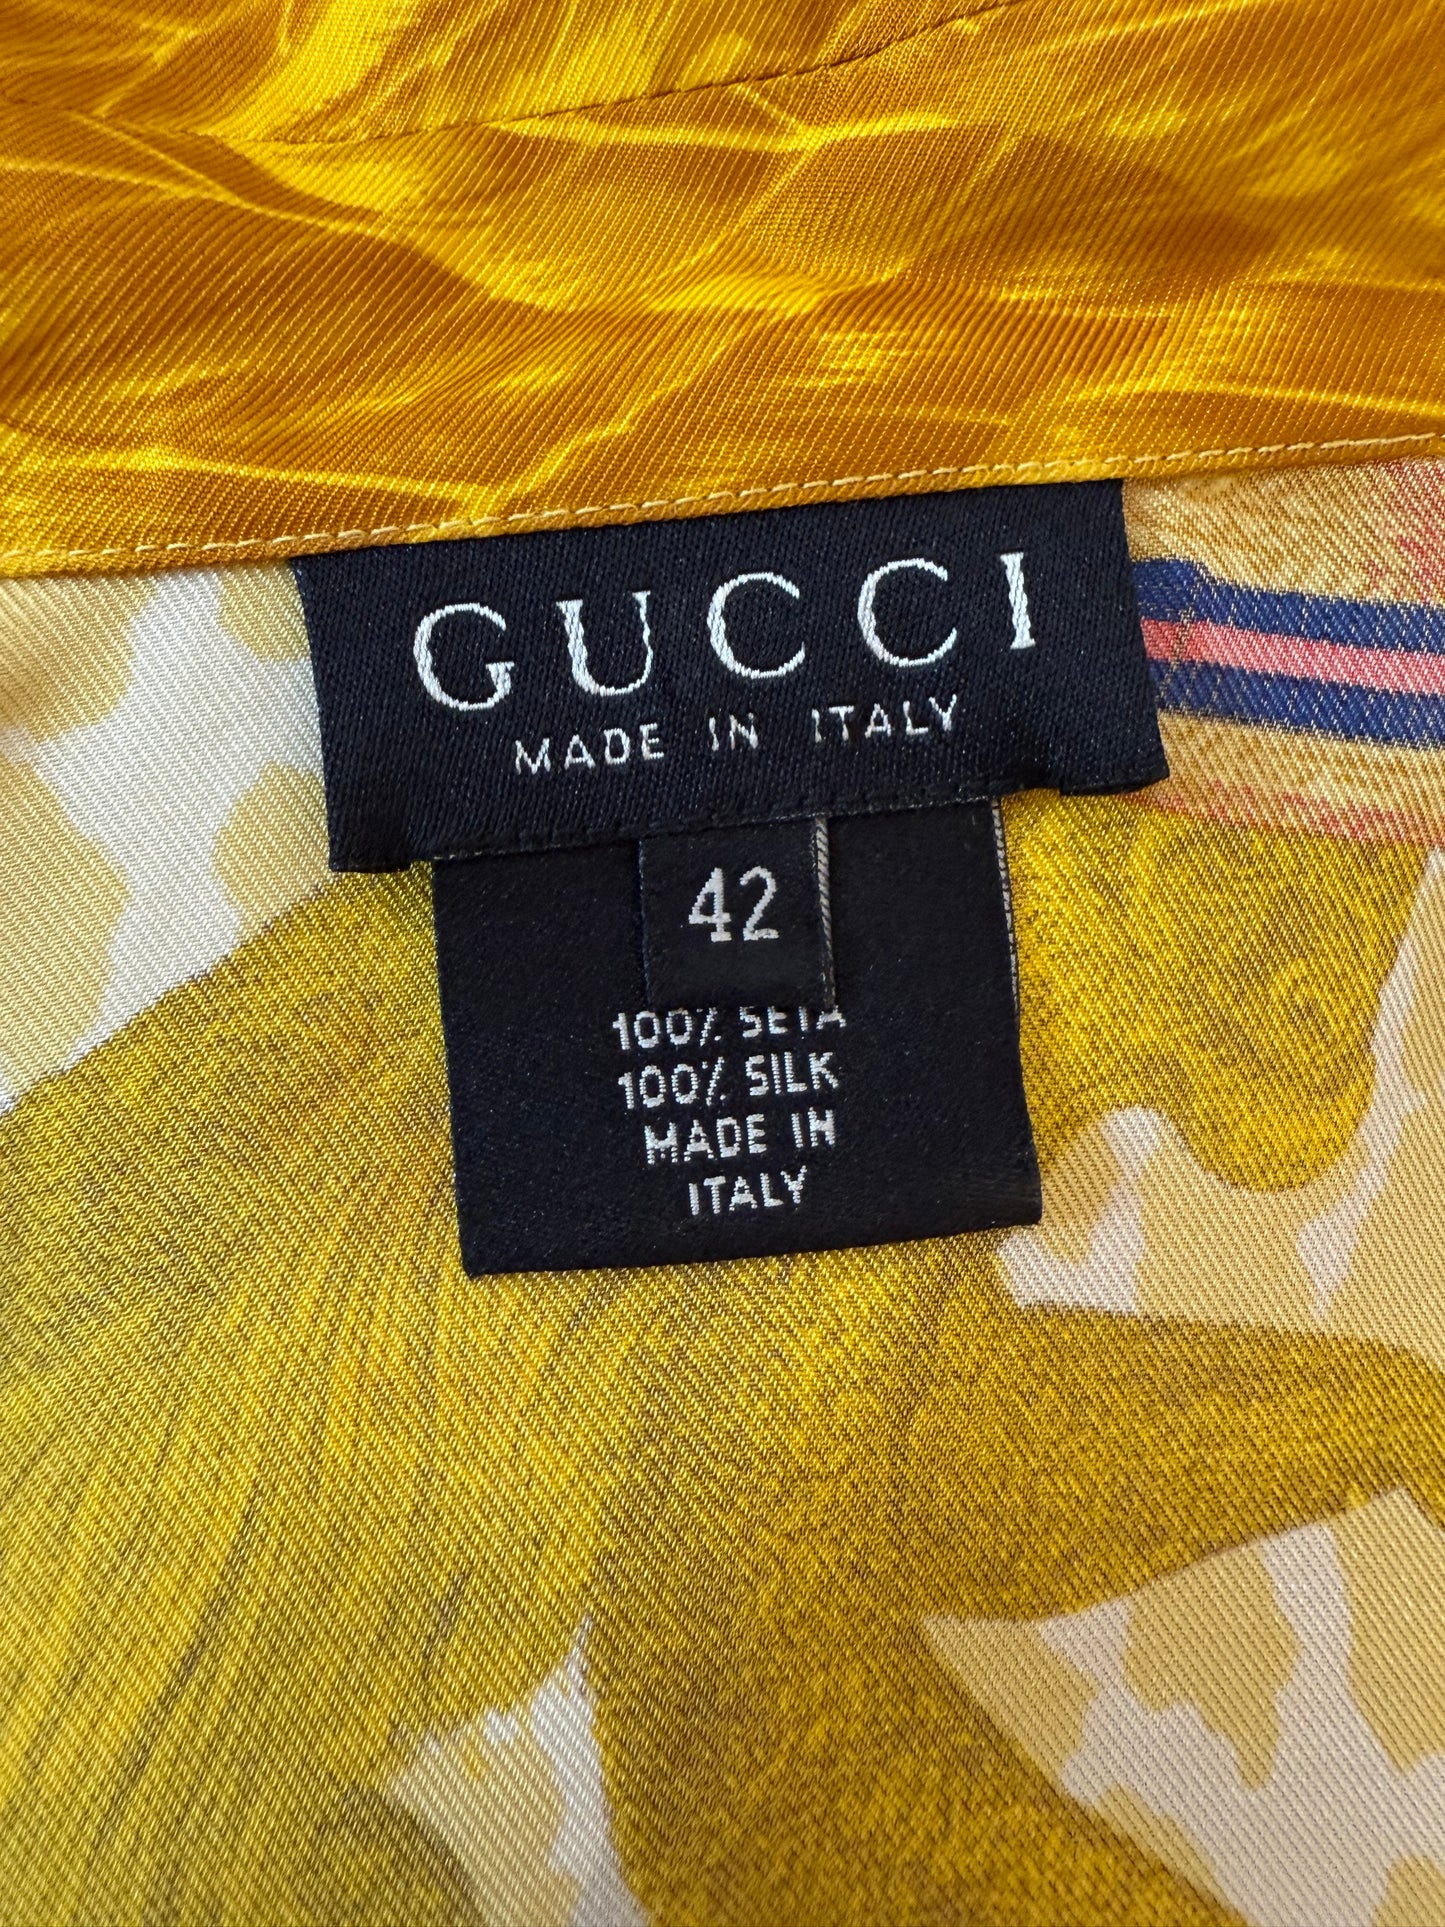 GUCCI
MADE IN ITALY
42
100% SETA
100% SILK
MADE IN
ITALY